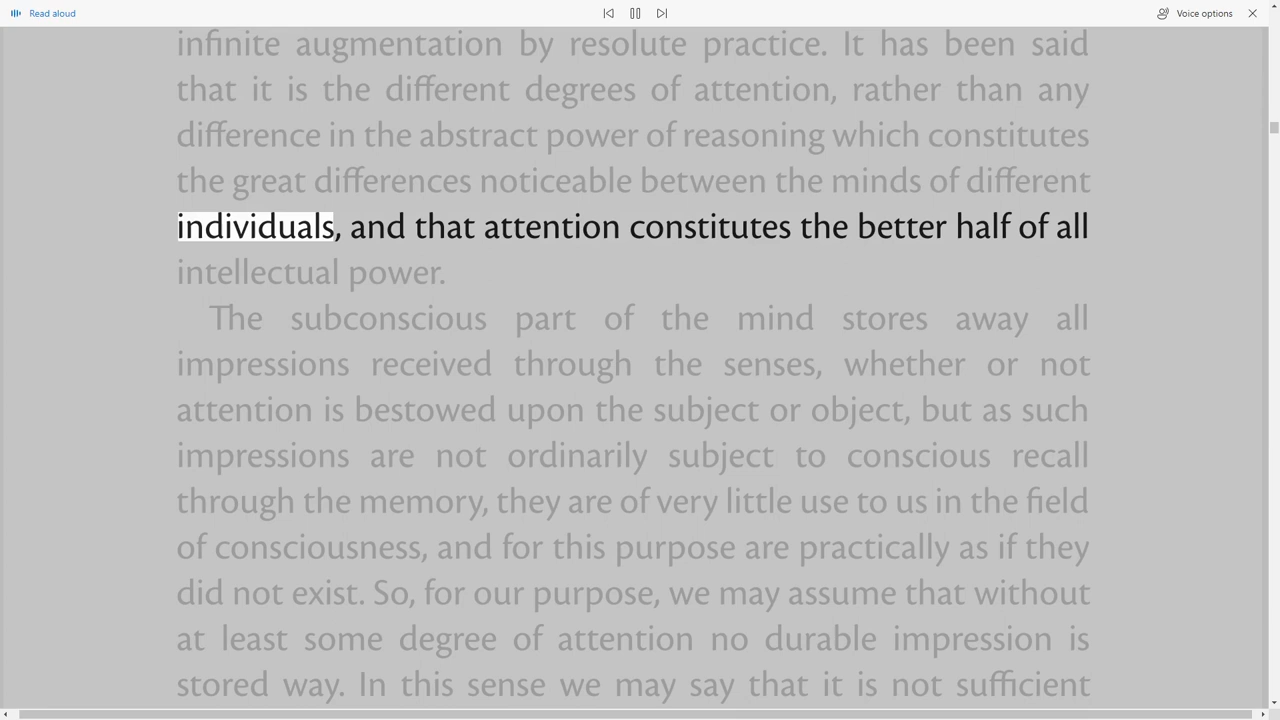 Read aloud
Voice options
infinite augmentation by resolute practice. It has been said
that it is the different degrees of attention, rather than any
difference in the abstract power of reasoning which constitutes
the great differences noticeable between the minds of different
individuals, and that attention constitutes the better half of all
intellectual power.
The subconscious part of the mind stores away all
impressions received through the senses, whether or not
attention is bestowed upon the subject or object, but as such
impressions are not ordinarily subject to conscious recall
through the memory, they are of very little use to us in the field
of consciousness, and for this purpose are practically as if they
did not exist. So, for our purpose, we may assume that without
at least some degree of attention no durable impression is
stored way. In this sense we may say that it is not sufficient